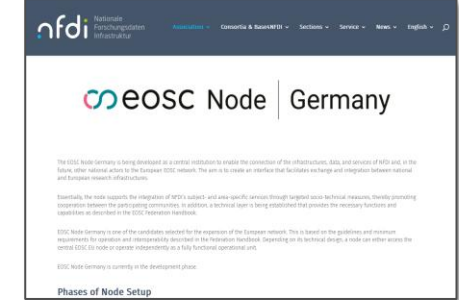 nfdi Nationale
Forschungsdaten
Infrastruktur
Association Consortia & Base4NFDI Sections Service News English
eosc Node Germany
The EOSC Node Germany is being developed as a central institution to enable the connection of the infrastructures, data, and services of NFDI and, in the
future, other national actors to the European EOSC network. The aim is to create an interface that facilitates exchange and integration between national
and European research infrastructures.
Essentially, the node supports the integration of NFDI's subject- and area-specific services through targeted socio-technical measures, thereby promoting
cooperation between the participating communities. In addition, a technical layer is being established that provides the necessary functions and
capabilities as described in the EOSC Federation Handbook.
EOSC Node Germany is one of the candidates selected for the expansion of the European network. This is based on the guidelines and minimum
requirements for operation and interoperability described in the Federation Handbook. Depending on its technical design, a node can either access the
central EOSC EU node or operate independently as a fully functional operational unit.
EOSC Node Germany is currently in the development phase.
Phases of Node Setup